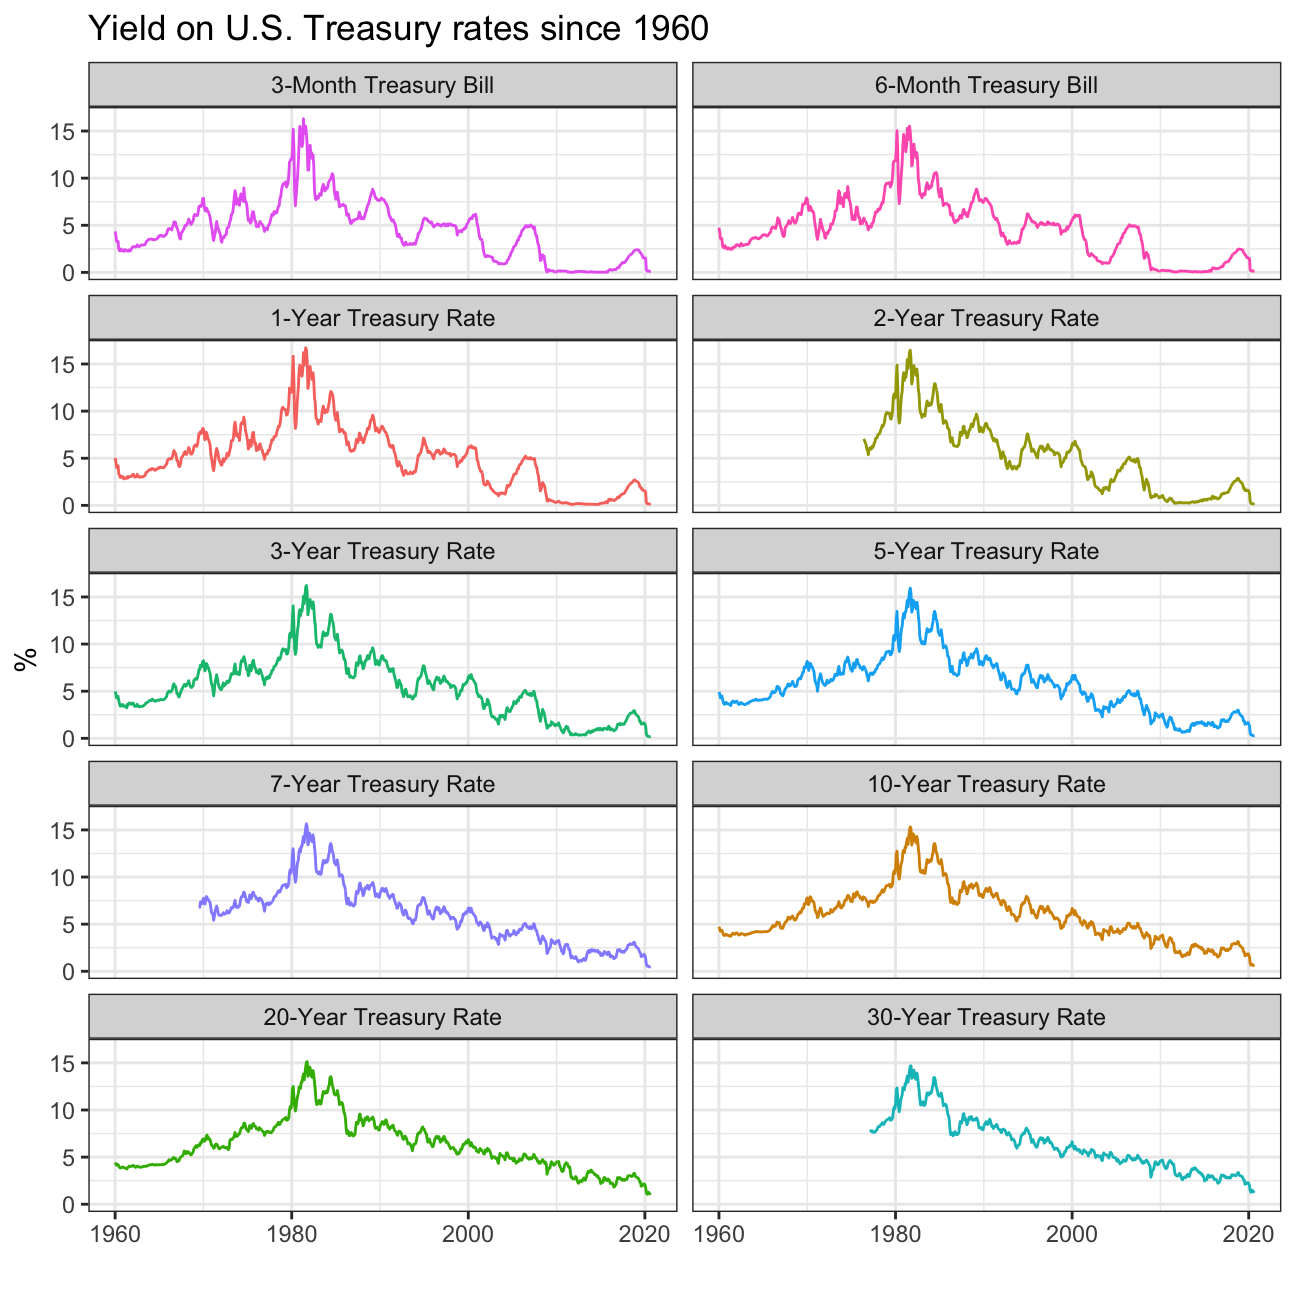 Yield on U.S. Treasury rates since 1960
3-Month Treasury Bill
6-Month Treasury Bill
15
10
5
0
1-Year Treasury Rate
2-Year Treasury Rate
15
10
5
0
3-Year Treasury Rate
5-Year Treasury Rate
15
10
5
0
%
7-Year Treasury Rate
10-Year Treasury Rate
15
10
5
0
20-Year Treasury Rate
30-Year Treasury Rate
15
10
5
0
1960 1980 2000 2020 1960 1980 2000 2020